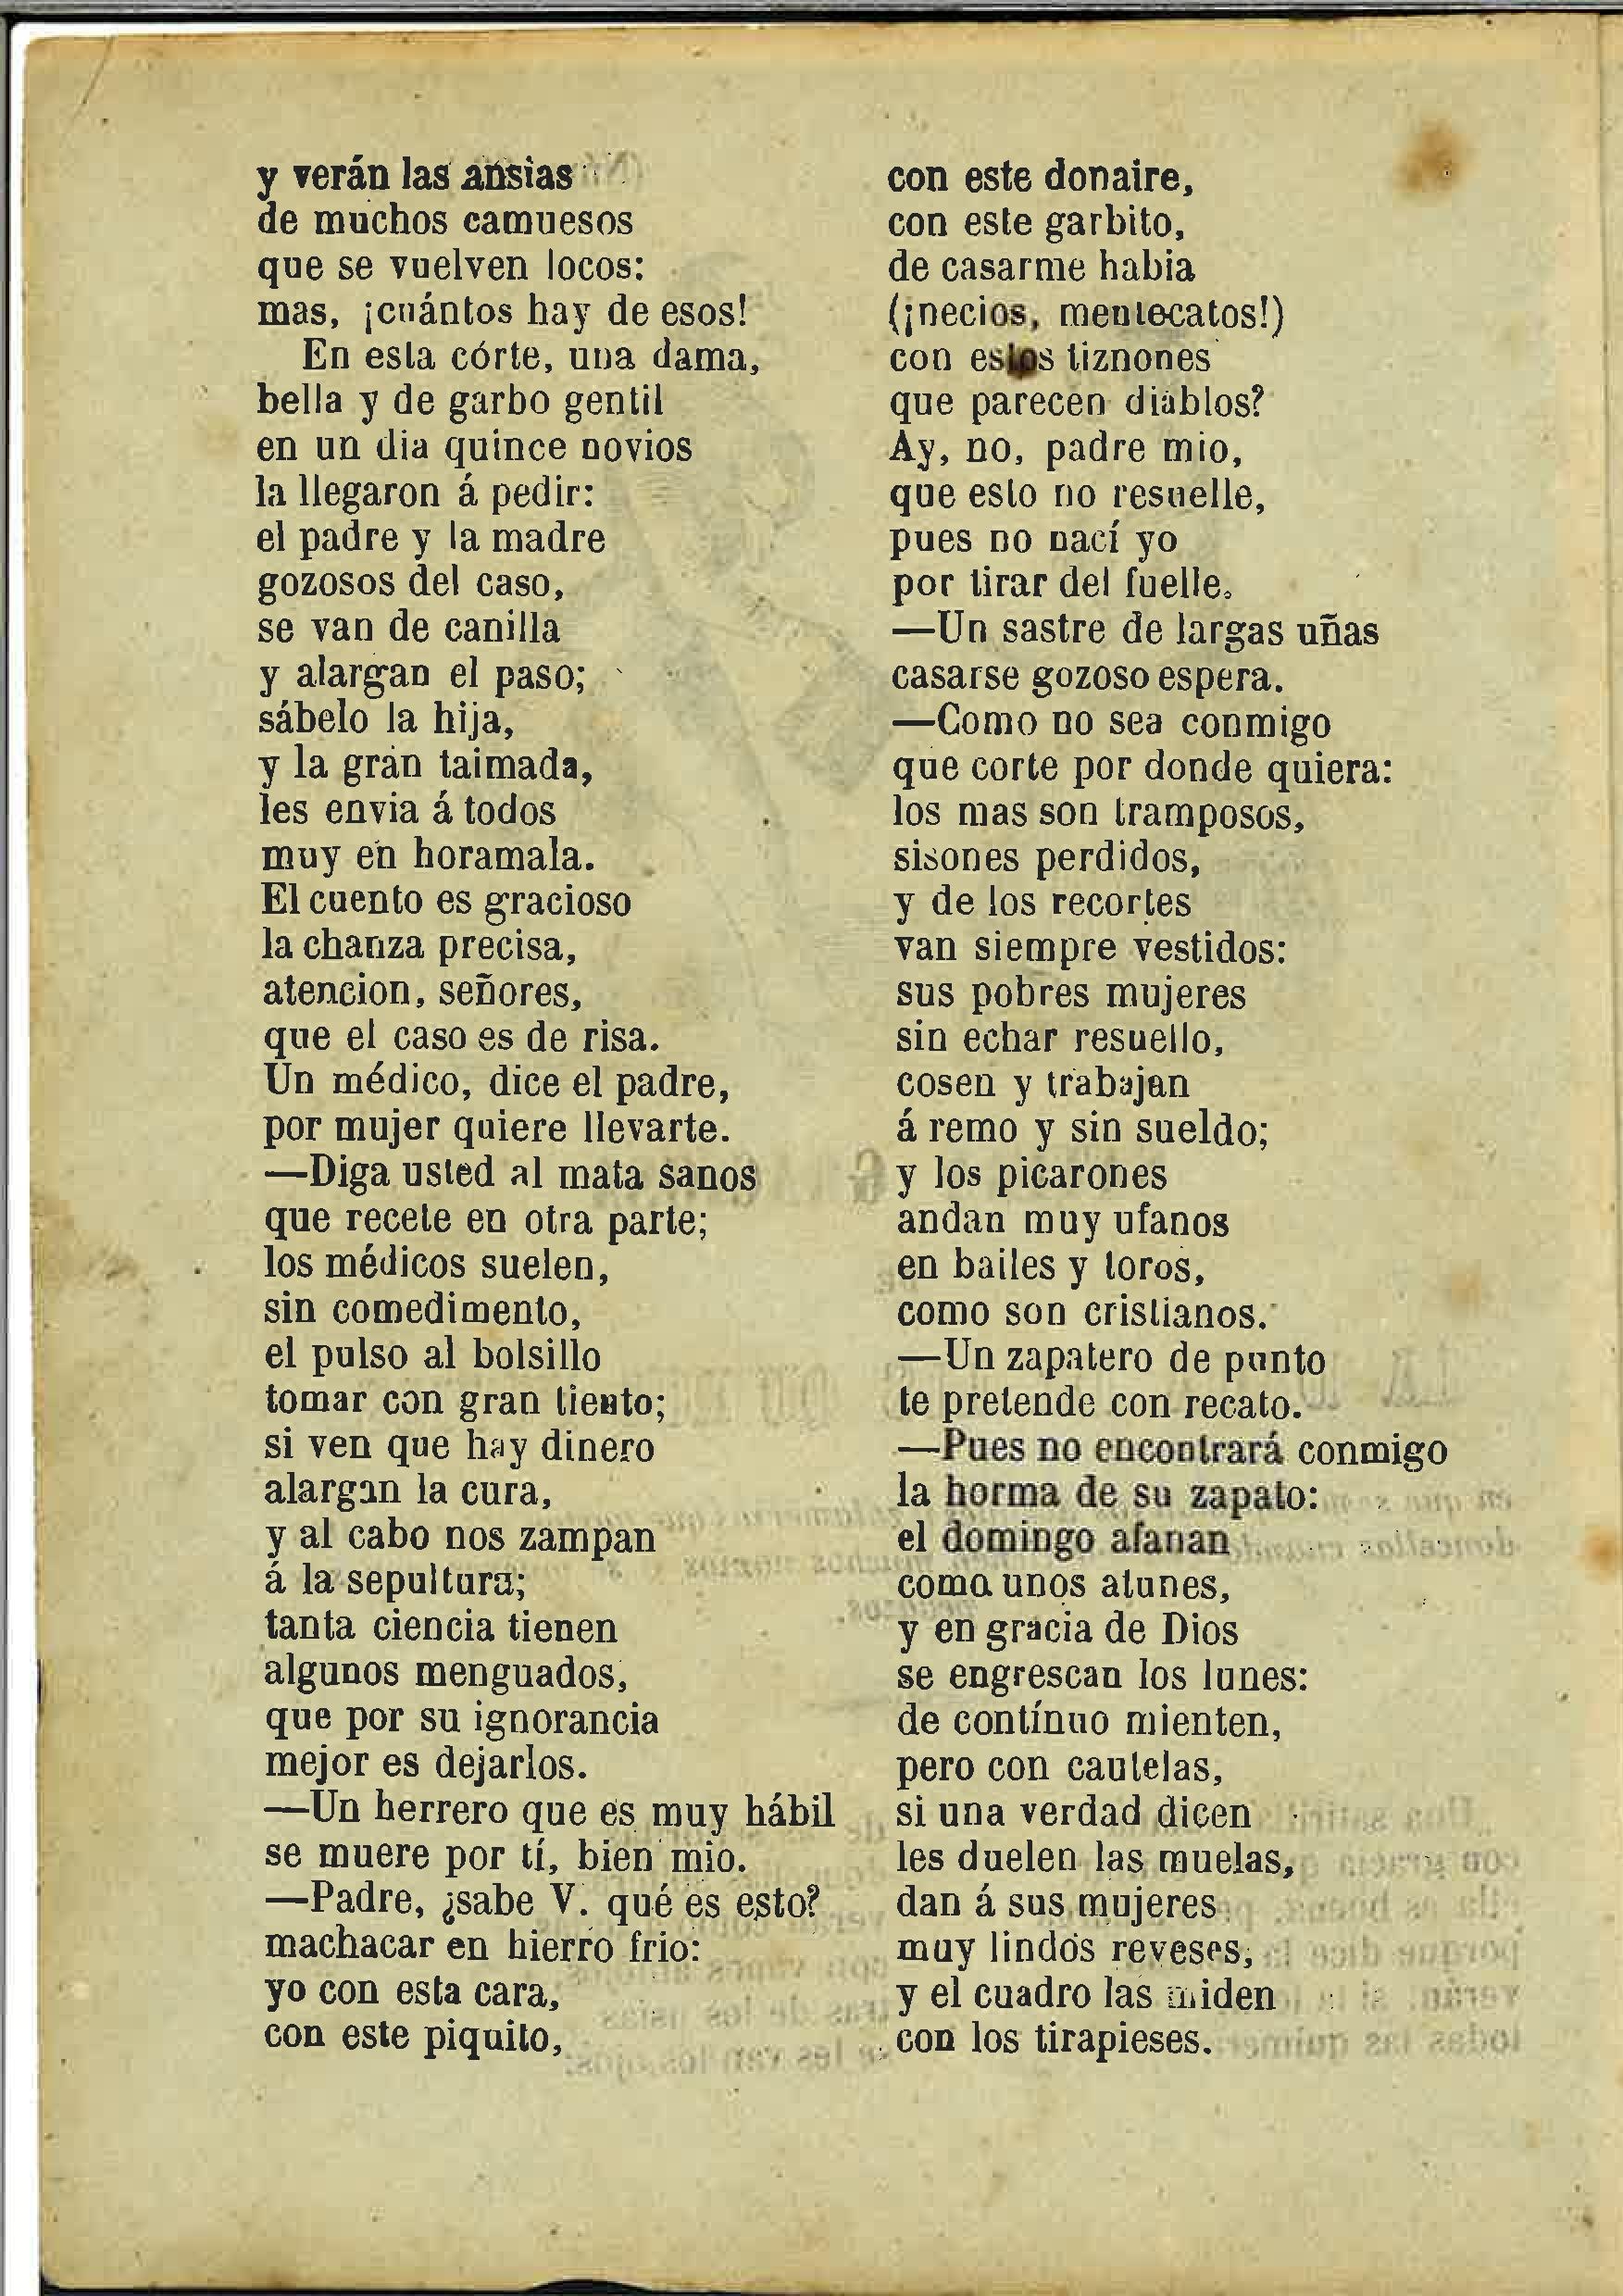 y verán las ansias
de muchos camuesos
que se vuelven locos:
mas, ¡cuántos hay de esos!
En esta córte, una dama,
bella y de garbo gentil
en un dia quince novios
la llegaron á pedir:
el padre y la madre
gozosos del caso,
se van de canilla
y alargan el paso;
sábelo la hija,
y la gran taimada,
les envia á todos
muy en horamala.
El cuento es gracioso
la chanza precisa,
atencion, señores,
que el caso es de risa.
Un médico, dice el padre,
por mujer quiere llevarte.
—Diga usted al mata sanos
que recete en otra parte;
los médicos suelen,
sin comedimento,
el pulso al bolsillo
tomar con gran tiento;
si ven que hay dinero
alargan la cura,
y al cabo nos zampan
á la sepultura;
tanta ciencia tienen
algunos menguados,
que por su ignorancia
mejor es dejarlos.
—Un herrero que es muy hábil
se muere por tí, bien mio.
—Padre, ¿sabe V. qué es esto?
machacar en hierro frio:
yo con esta cara,
con este piquito,
con este donaire,
con este garbito,
de casarme habia
(¡necios, mentecatos!)
con estos tiznones
que parecen diablos?
Ay, no, padre mio,
que esto no resuelle,
pues no nací yo
por tirar del fuelle.
—Un sastre de largas uñas
casarse gozoso espera.
—Como no sea conmigo
que corte por donde quiera:
los mas son tramposos,
sisones perdidos,
y de los recortes
van siempre vestidos:
sus pobres mujeres
sin echar resuello,
cosen y trabajan
á remo y sin sueldo;
y los picarones
andan muy ufanos
en bailes y toros,
como son cristianos.
—Un zapatero de punto
te pretende con recato.
—Pues no encontrará conmigo
la horma de su zapato:
el domingo afanan
como unos atunes,
y en gracia de Dios
se engrescan los lunes:
de contínuo mienten,
pero con cautelas,
si una verdad dicen
les duelen las muelas,
dan á sus mujeres
muy lindos reveses,
y el cuadro las miden
con los tirapieses.